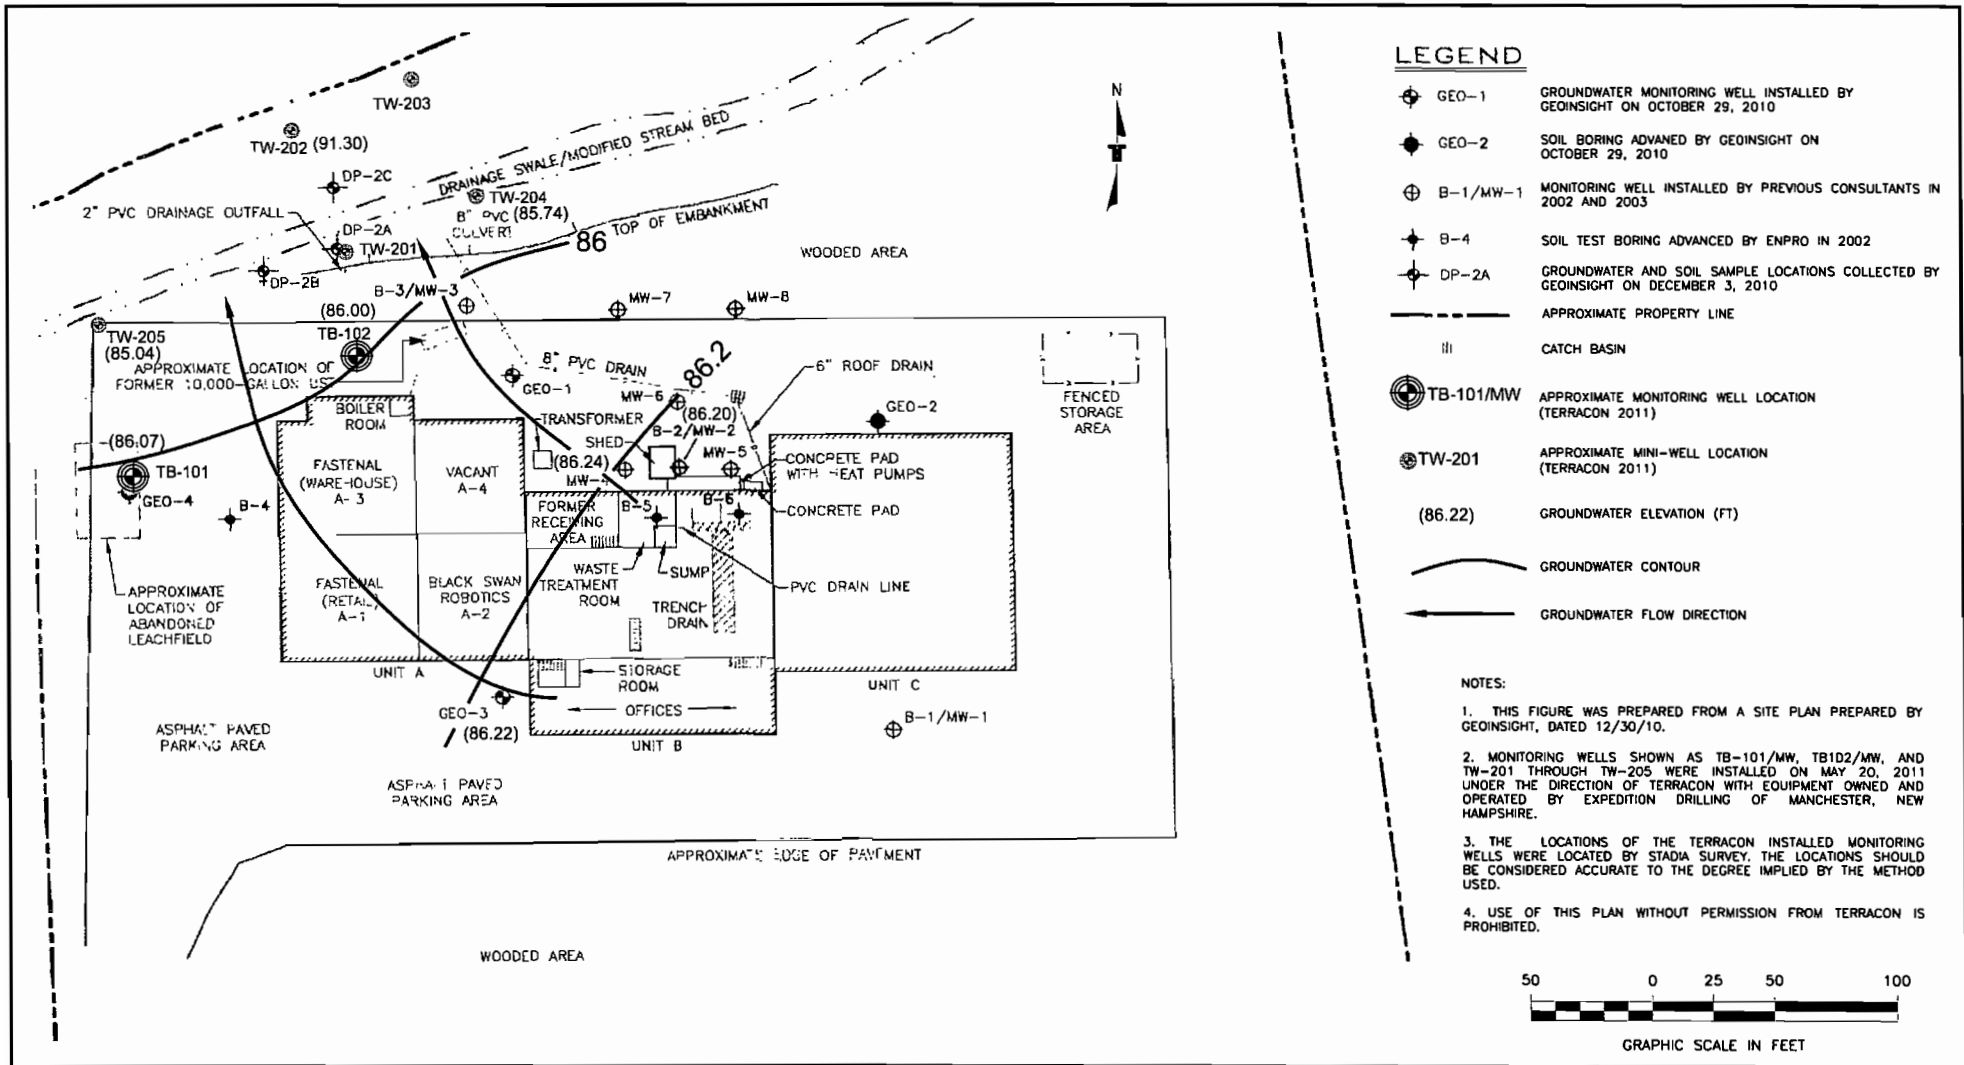 TW-203
TW-202 (91.30)
DP-2C
DRAINAGE SWALE/MODIFIED STREAM BED
TW-204
(85.74)
8" PVC
CULVERT
2" PVC DRAINAGE OUTFALL
DP-2A
TW-201
DP-2B
86
TOP OF EMBANKMENT
WOODED AREA
N
B-3/MW-3
(86.00)
TB-102
MW-7
MW-8
TW-205
(85.04)
APPROXIMATE LOCATION OF
FORMER 10,000-GALLON UST
8" PVC DRAIN
GEO-1
86.2
6" ROOF DRAIN
MW-6
(86.20)
GEO-2
FENCED
STORAGE
AREA
BOILER
ROOM
TRANSFORMER
SHED
B-2/MW-2
MW-5
(86.24)
MW-4
CONCRETE PAD
WITH HEAT PUMPS
CONCRETE PAD
(86.07)
TB-101
GEO-4
B-4
FASTENAL
(WAREHOUSE)
A-3
VACANT
A-4
FORMER
RECEIVING
AREA
B-5
B-6
WASTE
TREATMENT
ROOM
SUMP
PVC DRAIN LINE
TRENCH
DRAIN
APPROXIMATE
LOCATION OF
ABANDONED
LEACHFIELD
FASTENAL
(RETAIL)
A-1
BLACK SWAN
ROBOTICS
A-2
UNIT A
STORAGE
ROOM
OFFICES
UNIT B
UNIT C
GEO-3
(86.22)
B-1/MW-1
ASPHALT PAVED
PARKING AREA
ASPHALT PAVED
PARKING AREA
APPROXIMATE EDGE OF PAVEMENT
WOODED AREA
LEGEND
GEO-1 GROUNDWATER MONITORING WELL INSTALLED BY
GEOINSIGHT ON OCTOBER 29, 2010
GEO-2 SOIL BORING ADVANED BY GEOINSIGHT ON
OCTOBER 29, 2010
B-1/MW-1 MONITORING WELL INSTALLED BY PREVIOUS CONSULTANTS IN
2002 AND 2003
B-4 SOIL TEST BORING ADVANCED BY ENPRO IN 2002
DP-2A GROUNDWATER AND SOIL SAMPLE LOCATIONS COLLECTED BY
GEOINSIGHT ON DECEMBER 3, 2010
APPROXIMATE PROPERTY LINE
CATCH BASIN
TB-101/MW APPROXIMATE MONITORING WELL LOCATION
(TERRACON 2011)
TW-201 APPROXIMATE MINI-WELL LOCATION
(TERRACON 2011)
(86.22) GROUNDWATER ELEVATION (FT)
GROUNDWATER CONTOUR
GROUNDWATER FLOW DIRECTION
NOTES:
1. THIS FIGURE WAS PREPARED FROM A SITE PLAN PREPARED BY
GEOINSIGHT, DATED 12/30/10.
2. MONITORING WELLS SHOWN AS TB-101/MW, TB1D2/MW, AND
TW-201 THROUGH TW-205 WERE INSTALLED ON MAY 20, 2011
UNDER THE DIRECTION OF TERRACON WITH EQUIPMENT OWNED AND
OPERATED BY EXPEDITION DRILLING OF MANCHESTER, NEW
HAMPSHIRE.
3. THE LOCATIONS OF THE TERRACON INSTALLED MONITORING
WELLS WERE LOCATED BY STADIA SURVEY. THE LOCATIONS SHOULD
BE CONSIDERED ACCURATE TO THE DEGREE IMPLIED BY THE METHOD
USED.
4. USE OF THIS PLAN WITHOUT PERMISSION FROM TERRACON IS
PROHIBITED.
50 0 25 50 100
GRAPHIC SCALE IN FEET